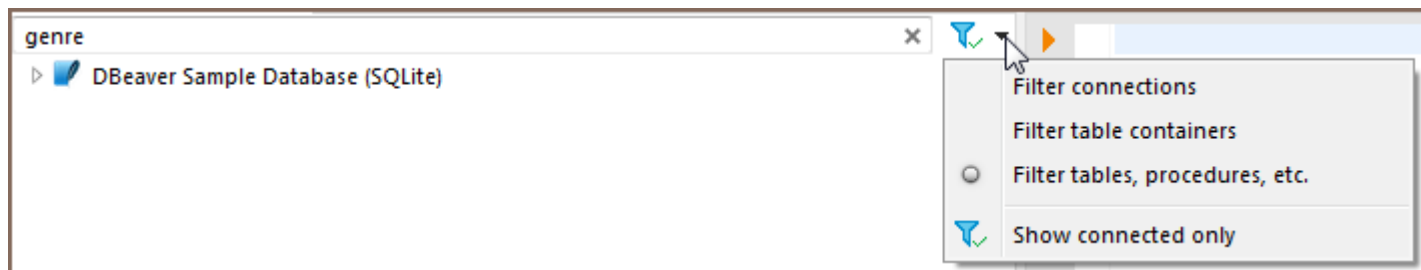 genre
DBeaver Sample Database (SQLite)
Filter connections
Filter table containers
Filter tables, procedures, etc.
Show connected only